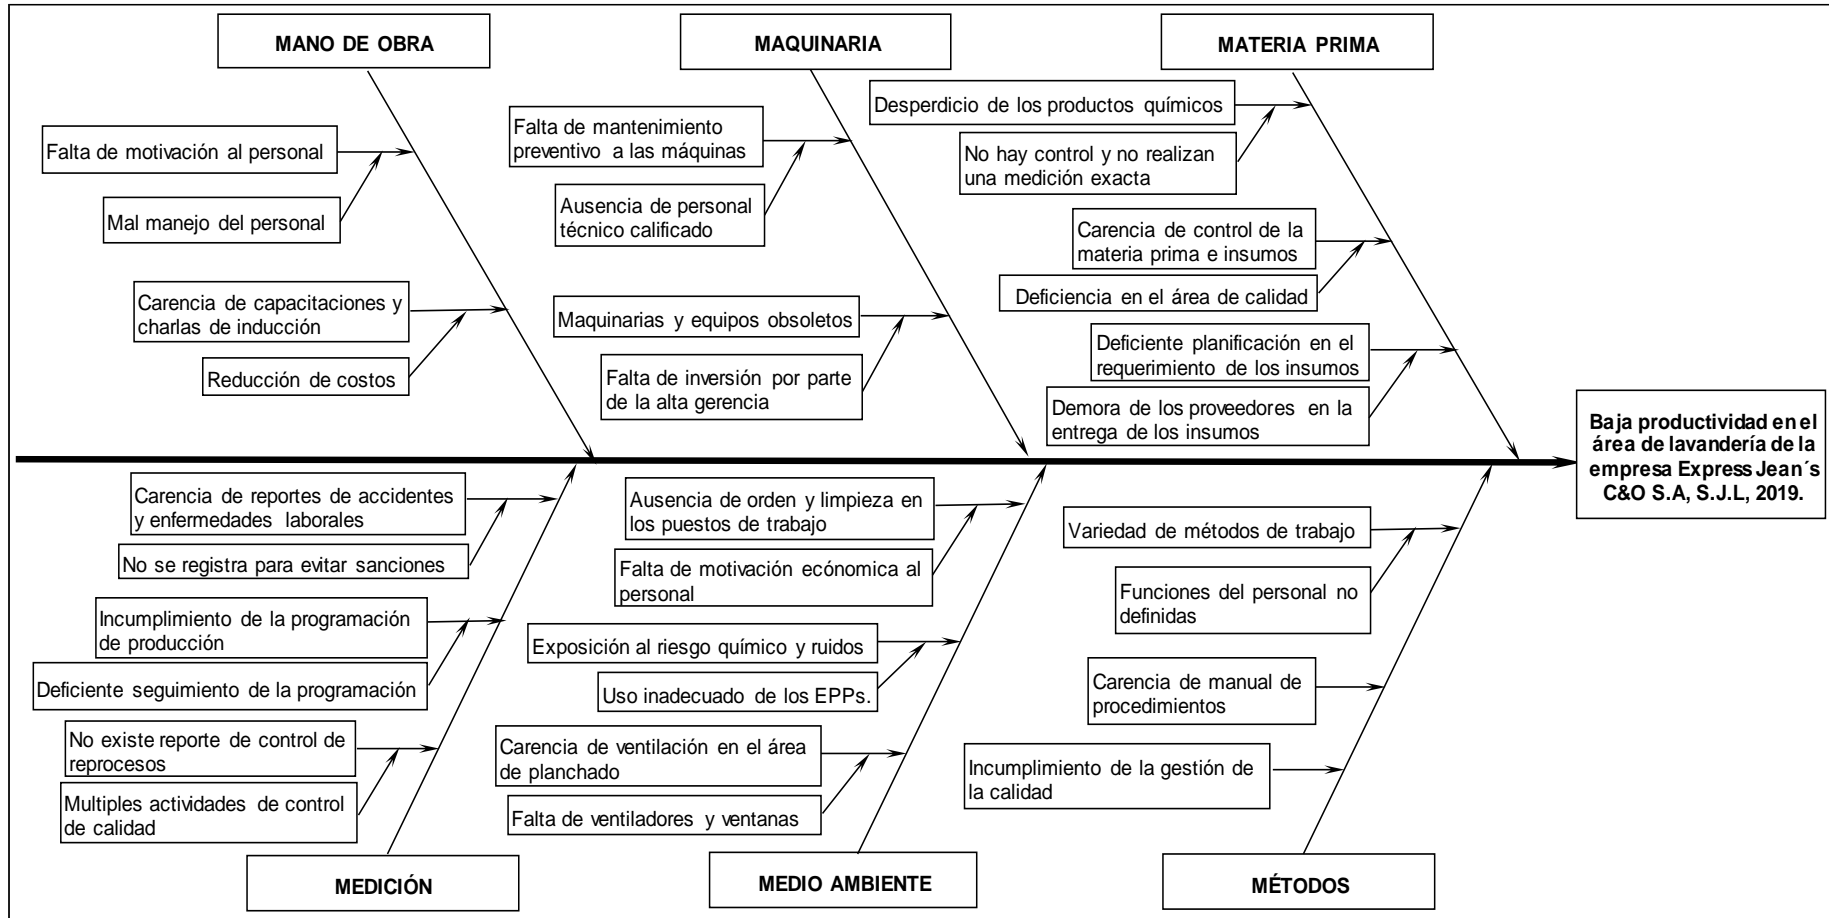 MANO DE OBRA
MAQUINARIA
MATERIA PRIMA
Falta de motivación al personal
Mal manejo del personal
Carencia de capacitaciones y
charlas de inducción
Reducción de costos
Falta de mantenimiento
preventivo a las máquinas
Ausencia de personal
técnico calificado
Maquinarias y equipos obsoletos
Falta de inversión por parte
de la alta gerencia
Desperdicio de los productos químicos
No hay control y no realizan
una medición exacta
Carencia de control de la
materia prima e insumos
Deficiencia en el área de calidad
Deficiente planificación en el
requerimiento de los insumos
Demora de los proveedores en la
entrega de los insumos
Baja productividad en el
área de lavandería de la
empresa Express Jean´s
C&O S.A, S.J.L, 2019.
Carencia de reportes de accidentes
y enfermedades laborales
No se registra para evitar sanciones
Incumplimiento de la programación
de producción
Deficiente seguimiento de la programación
No existe reporte de control de
reprocesos
Multiples actividades de control
de calidad
Ausencia de orden y limpieza en
los puestos de trabajo
Falta de motivación ecónomica al
personal
Exposición al riesgo químico y ruidos
Uso inadecuado de los EPPs.
Carencia de ventilación en el área
de planchado
Falta de ventiladores y ventanas
Variedad de métodos de trabajo
Funciones del personal no
definidas
Carencia de manual de
procedimientos
Incumplimiento de la gestión de
la calidad
MEDICIÓN
MEDIO AMBIENTE
MÉTODOS